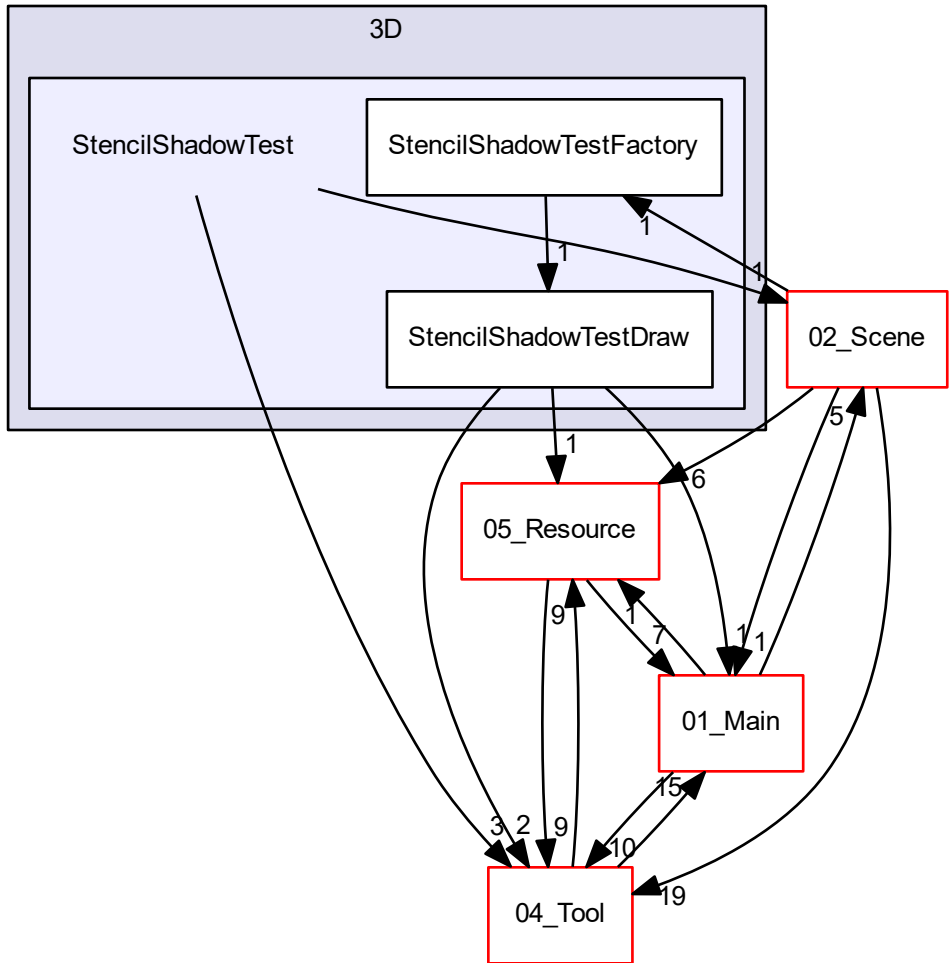 3D
StencilShadowTest
StencilShadowTestFactory
1
1
1
StencilShadowTestDraw
02_Scene
5
1
6
05_Resource
9
1
7
1
1
01_Main
15
3
2
9
10
19
04_Tool